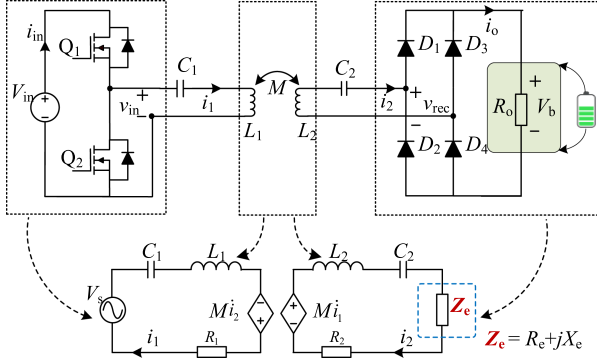 i_in
Q_1
C_1
M
C_2
i_o
D_1
D_3
V_in
+
−
v_in
+
−
i_1
L_1
L_2
i_2
+
−
v_rec
R_o
+
V_b
−
Q_2
D_2
D_4
C_1
L_1
L_2
C_2
V_s
Mi_2
−
+
+
−
Mi_1
Z_e
i_1
R_1
R_2
i_2
Z_e = R_e+jX_e